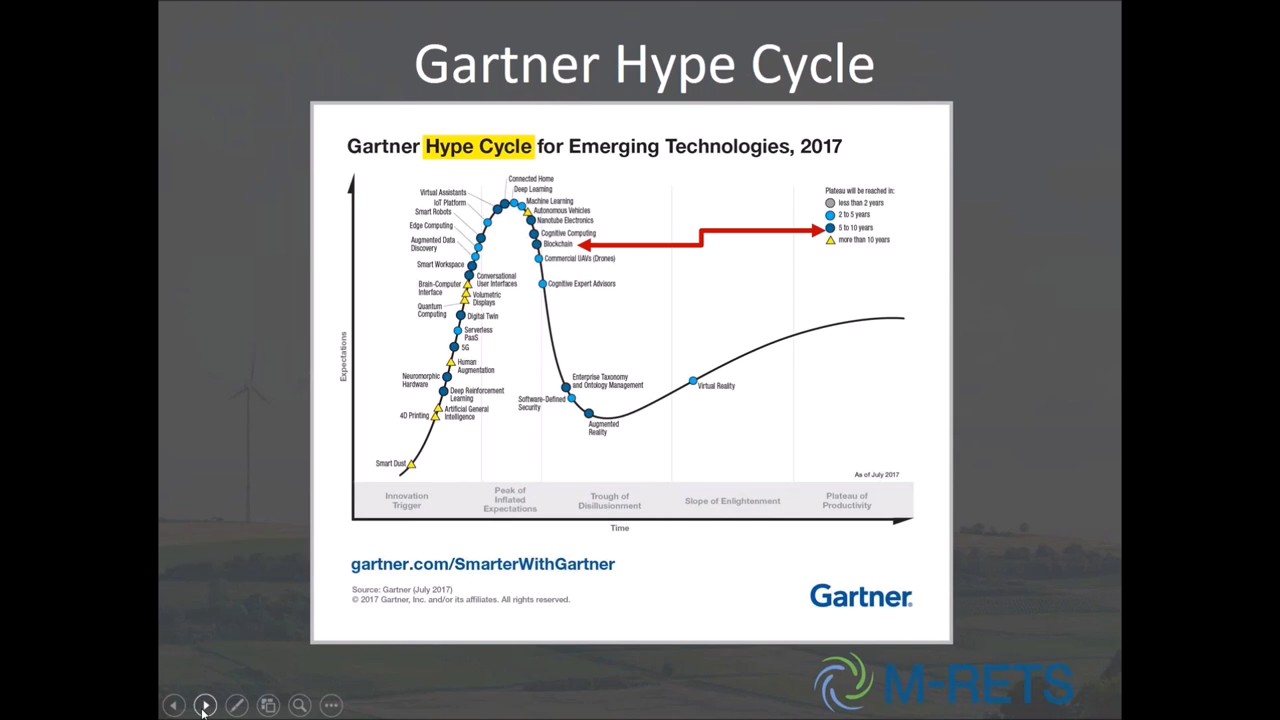 Gartner Hype Cycle
Gartner Hype Cycle for Emerging Technologies, 2017
Connected Home
Deep Learning
Virtual Assistants
Machine Learning
IoT Platform
Autonomous Vehicles
Smart Robots
Nanotube Electronics
Edge Computing
Cognitive Computing
Augmented Data
Discovery
Blockchain
Commercial UAVs (Drones)
Smart Workspace
Conversational
User Interfaces
Brain-Computer
Interface
Cognitive Expert Advisors
Volumetric
Displays
Quantum
Computing
Digital Twin
Serverless
PaaS
5G
Human
Augmentation
Neuromorphic
Hardware
Deep Reinforcement
Learning
Artificial General
Intelligence
4D Printing
Smart Dust
Enterprise Taxonomy
and Ontology Management
Software-Defined
Security
Augmented
Reality
Virtual Reality
Plateau will be reached in:
less than 2 years
2 to 5 years
5 to 10 years
more than 10 years
As of July 2017
Expectations
Innovation
Trigger
Peak of
Inflated
Expectations
Trough of
Disillusionment
Slope of Enlightenment
Plateau of
Productivity
Time
gartner.com/SmarterWithGartner
Source: Gartner (July 2017)
© 2017 Gartner, Inc. and/or its affiliates. All rights reserved.
Gartner®
M-RETS